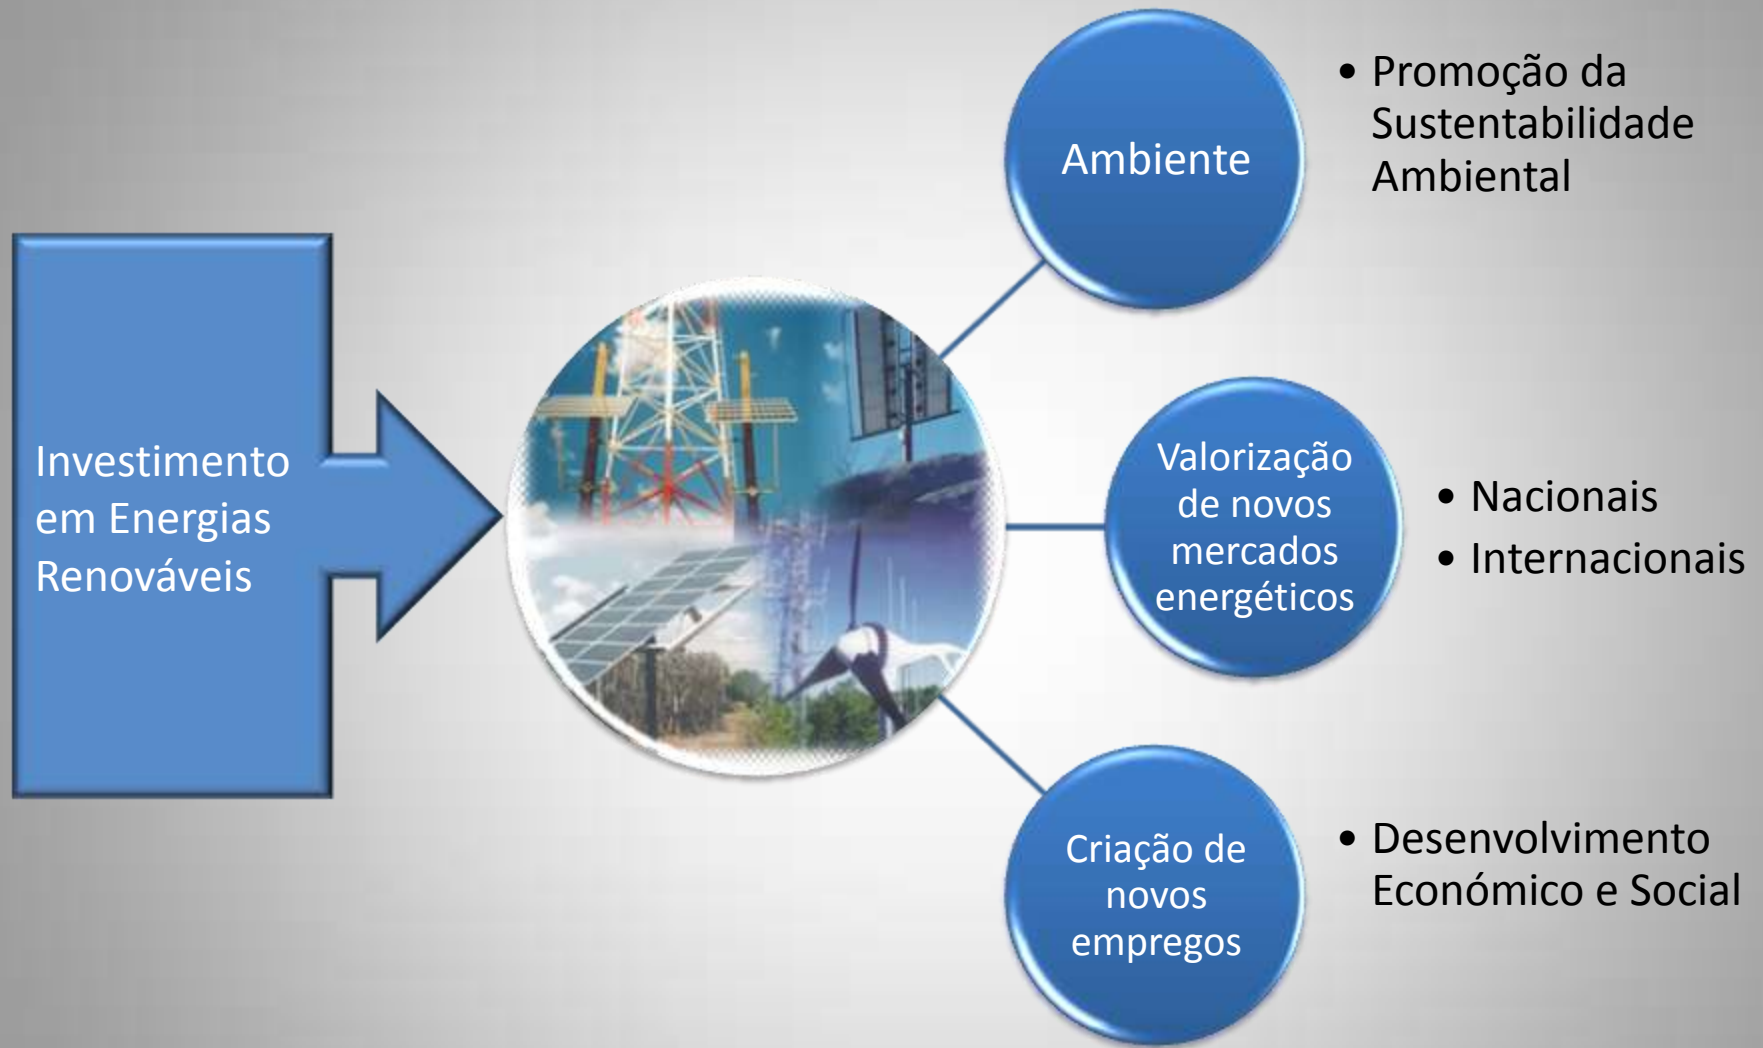 Investimento
em Energias
Renováveis
Ambiente
• Promoção da
Sustentabilidade
Ambiental
Valorização
de novos
mercados
energéticos
• Nacionais
• Internacionais
Criação de
novos
empregos
• Desenvolvimento
Económico e Social